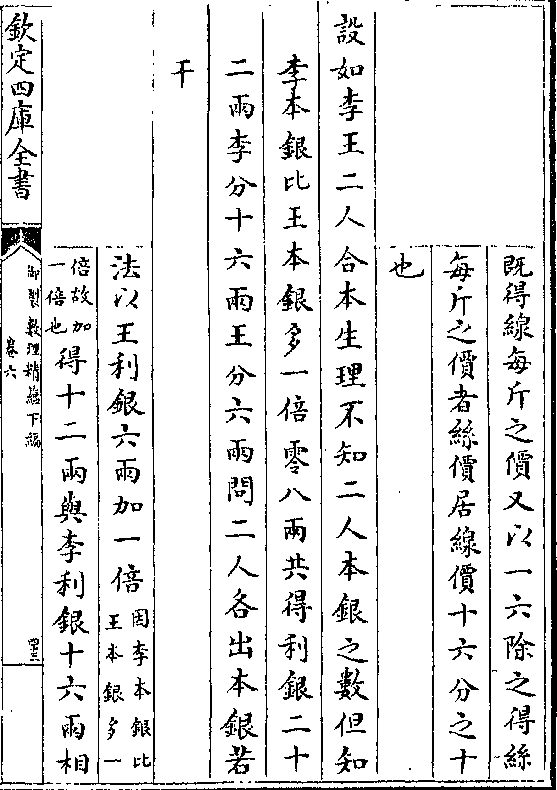 既得線每斤之價又以一六除之得絲
每斤之價者絲價居線價十六分之十
也
設如李王二人合本生理不知二人本銀之數但知
李本銀比王本銀多一倍零八兩共得利銀二十
二兩李分十六兩王分六兩問二人各出本銀若
干
法以王利銀六兩加一倍因李本銀比王本銀多一
倍故加一倍也得十二兩與李利銀十六兩相
欽定四庫全書
御製數理精蘊下編
卷六
四三